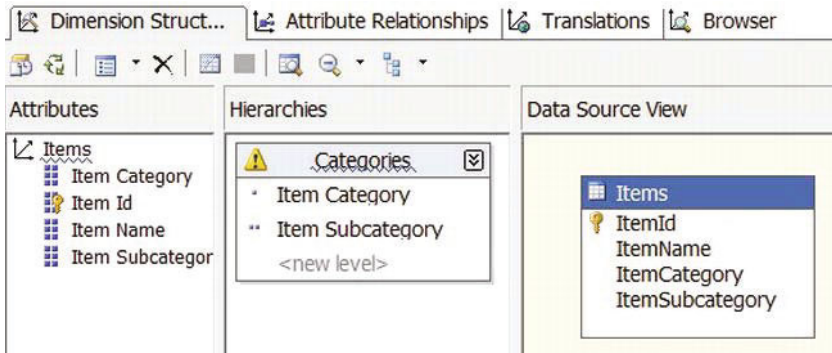 Dimension Struct... Attribute Relationships Translations Browser
Attributes
Hierarchies
Data Source View
Items
Item Category
Item Id
Item Name
Item Subcategor
Categories
Item Category
Item Subcategory
<new level>
Items
ItemId
ItemName
ItemCategory
ItemSubcategory